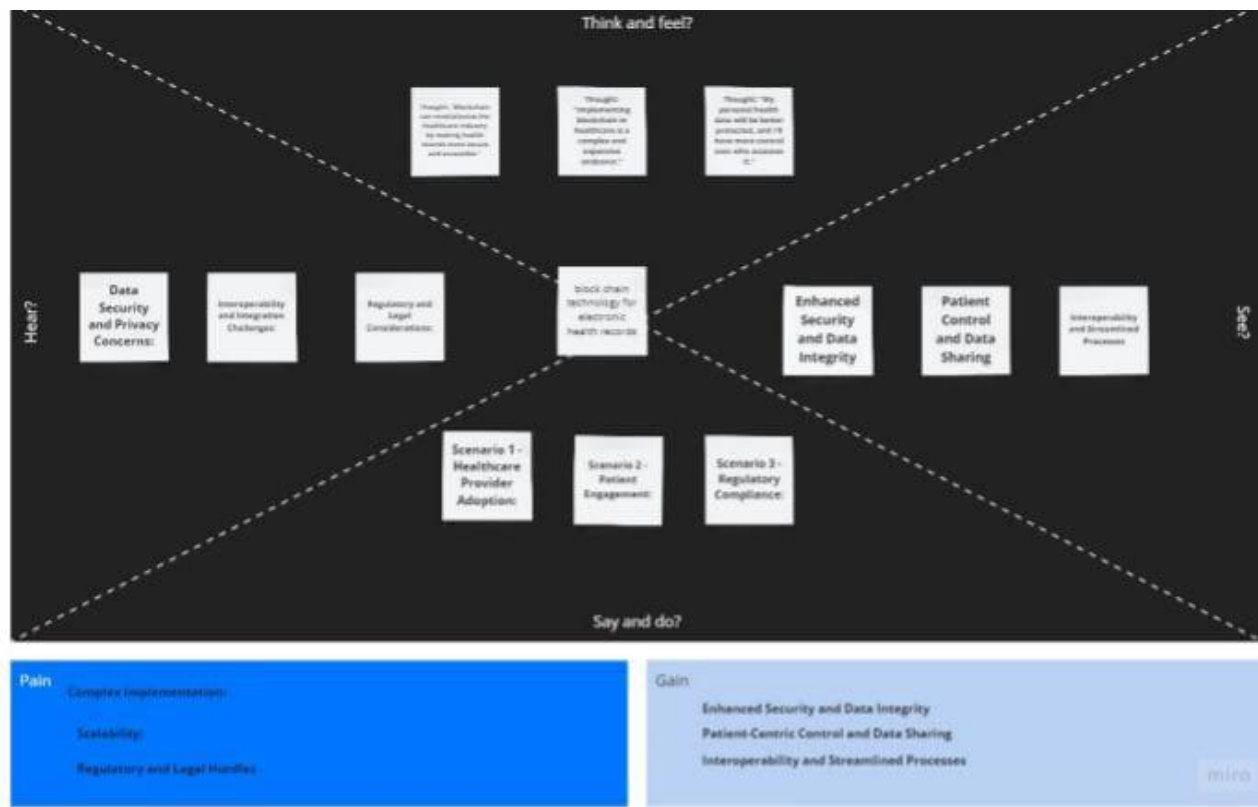 Think and feel?
Thought: "Blockchain
can revolutionize the
healthcare industry
by making health
records more secure
and accessible."
Thought:
"Implementing
blockchain in
healthcare is a
complex and
expensive
endeavor."
Thought: "My
personal health
data will be better
protected, and I'll
have more control
over who accesses
it."
Hear?
Data
Security
and Privacy
Concerns:
Interoperability
and Integration
Challenges:
Regulatory and
Legal
Considerations:
block chain
technology for
electronic
health records
Enhanced
Security
and Data
Integrity
Patient
Control
and Data
Sharing
Interoperability
and Streamlined
Processes
See?
Scenario 1 -
Healthcare
Provider
Adoption:
Scenario 2 -
Patient
Engagement:
Scenario 3 -
Regulatory
Compliance:
Say and do?
Pain
Complex Implementation:
Scalability:
Regulatory and Legal Hurdles
Gain
Enhanced Security and Data Integrity
Patient-Centric Control and Data Sharing
Interoperability and Streamlined Processes
miro